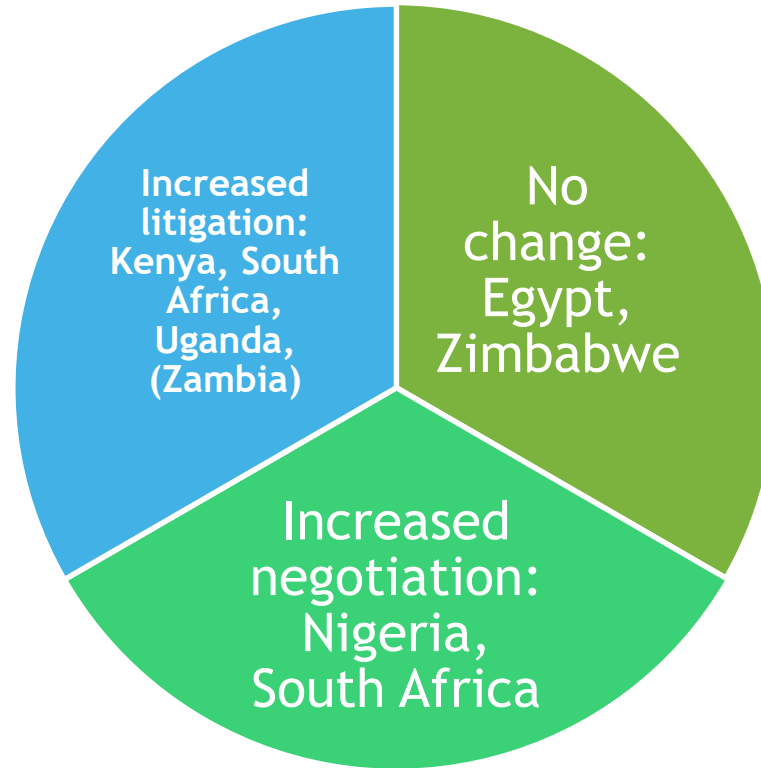 Increased
litigation:
Kenya, South
Africa,
Uganda,
(Zambia)
No
change:
Egypt,
Zimbabwe
Increased
negotiation:
Nigeria,
South Africa